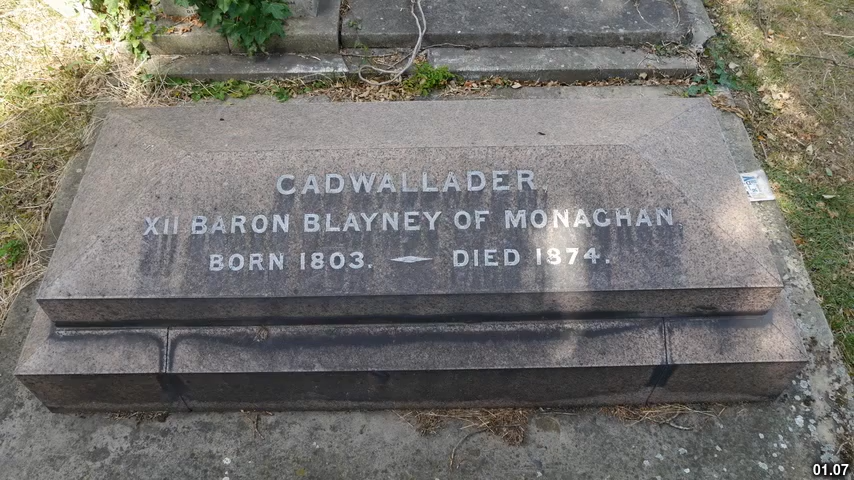 CADWALLADER,
XII BARON BLAYNEY OF MONAGHAN,
BORN 1803. — DIED 1874.
01.07